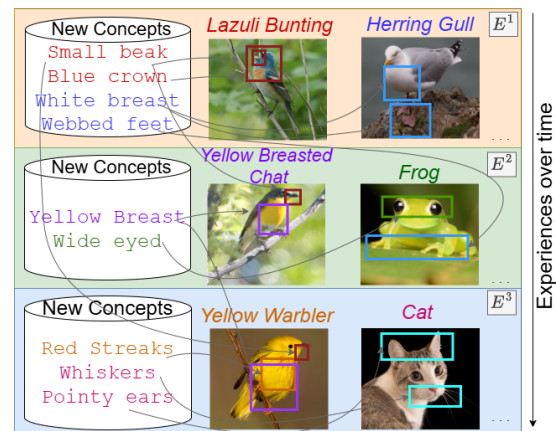 New Concepts
Small beak
Blue crown
White breast
Webbed feet
Lazuli Bunting
Herring Gull
E¹
...
New Concepts
Yellow Breast
Wide eyed
Yellow Breasted
Chat
Frog
E²
...
New Concepts
Red Streaks
Whiskers
Pointy ears
Yellow Warbler
Cat
E³
...
Experiences over time